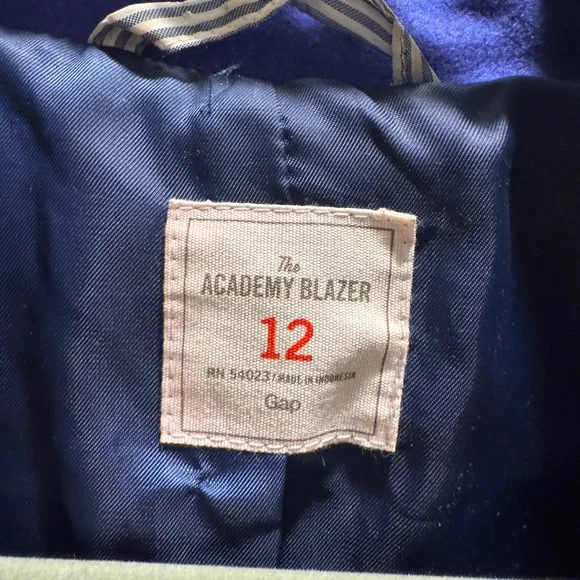 The
ACADEMY BLAZER
12
RN 54023 / MADE IN INDONESIA
Gap